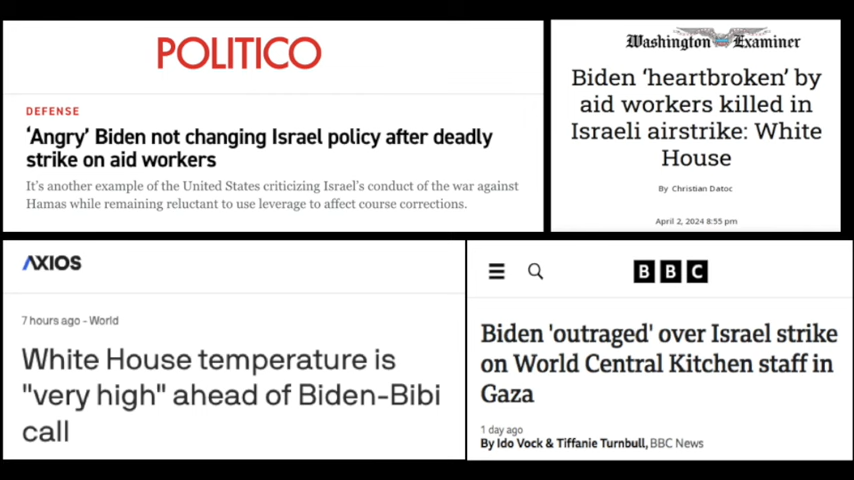 POLITICO
DEFENSE
‘Angry’ Biden not changing Israel policy after deadly
strike on aid workers
It’s another example of the United States criticizing Israel’s conduct of the war against
Hamas while remaining reluctant to use leverage to affect course corrections.
Washington Examiner
Biden ‘heartbroken’ by
aid workers killed in
Israeli airstrike: White
House
By Christian Datoc
April 2, 2024 8:55 pm
AXIOS
7 hours ago - World
White House temperature is
"very high" ahead of Biden-Bibi
call
BBC
Biden 'outraged' over Israel strike
on World Central Kitchen staff in
Gaza
1 day ago
By Ido Vock & Tiffanie Turnbull, BBC News